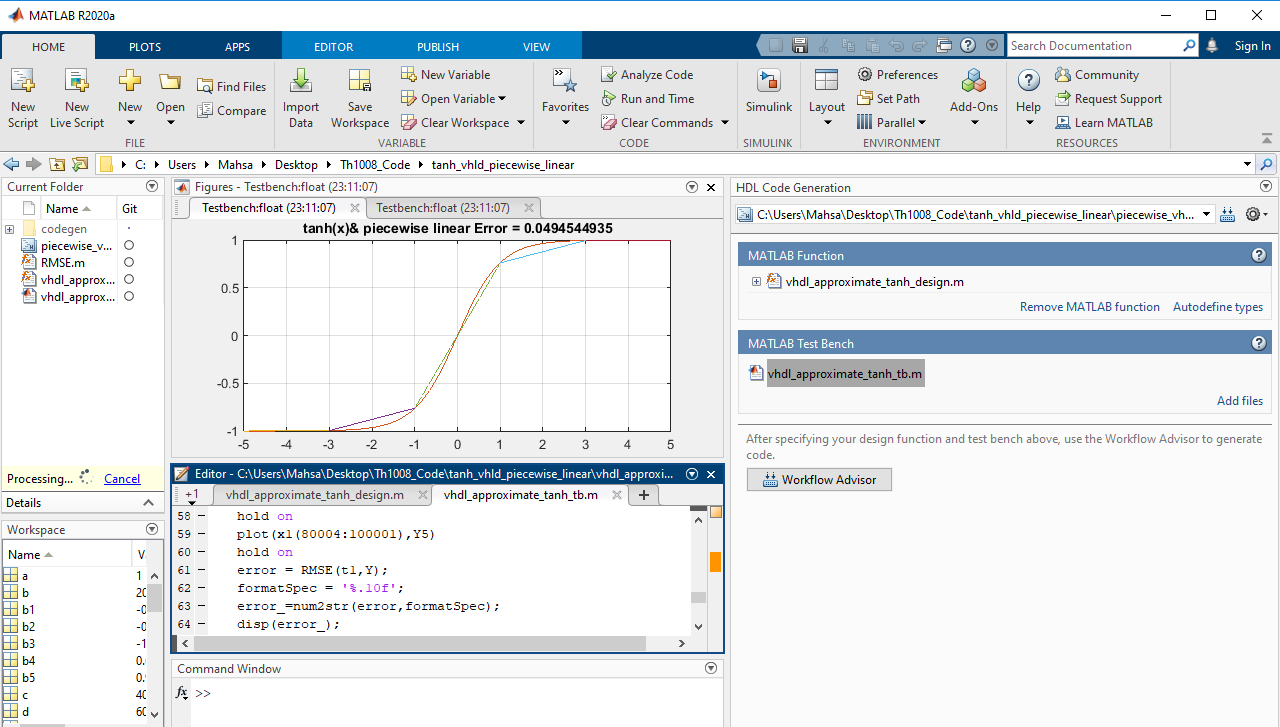 MATLAB R2020a
HOME PLOTS APPS EDITOR PUBLISH VIEW
Search Documentation
Sign In
New Script
New Live Script
New
Open
Find Files
Compare
FILE
Import Data
Save Workspace
New Variable
Open Variable
Clear Workspace
VARIABLE
Favorites
Analyze Code
Run and Time
Clear Commands
CODE
Simulink
SIMULINK
Layout
Preferences
Set Path
Parallel
Add-Ons
ENVIRONMENT
Help
Community
Request Support
Learn MATLAB
RESOURCES
C: Users Mahsa Desktop Th1008_Code tanh_vhld_piecewise_linear
Current Folder
Name Git
codegen
piecewise_v...
RMSE.m
vhdl_approx...
vhdl_approx...
Processing... Cancel
Details
Workspace
Name V
a 1
b 20
b1 -0
b2 -0
b3 -1
b4 0.
b5 0.
c 40
d 60
Figures - Testbench:float (23:11:07)
Testbench:float (23:11:07) Testbench:float (23:11:07)
tanh(x)& piecewise linear Error = 0.0494544935
1
0.5
0
-0.5
-1
-5 -4 -3 -2 -1 0 1 2 3 4 5
Editor - C:\Users\Mahsa\Desktop\Th1008_Code\tanh_vhld_piecewise_linear\vhdl_approxi...
+1 vhdl_approximate_tanh_design.m vhdl_approximate_tanh_tb.m
58 - hold on
59 - plot(x1(80004:100001),Y5)
60 - hold on
61 - error = RMSE(t1,Y);
62 - formatSpec = '%.10f';
63 - error_=num2str(error,formatSpec);
64 - disp(error_);
Command Window
fx >>
HDL Code Generation
C:\Users\Mahsa\Desktop\Th1008_Code\tanh_vhld_piecewise_linear\piecewise_vh...
MATLAB Function
vhdl_approximate_tanh_design.m
Remove MATLAB function Autodefine types
MATLAB Test Bench
vhdl_approximate_tanh_tb.m
Add files
After specifying your design function and test bench above, use the Workflow Advisor to generate
code.
Workflow Advisor